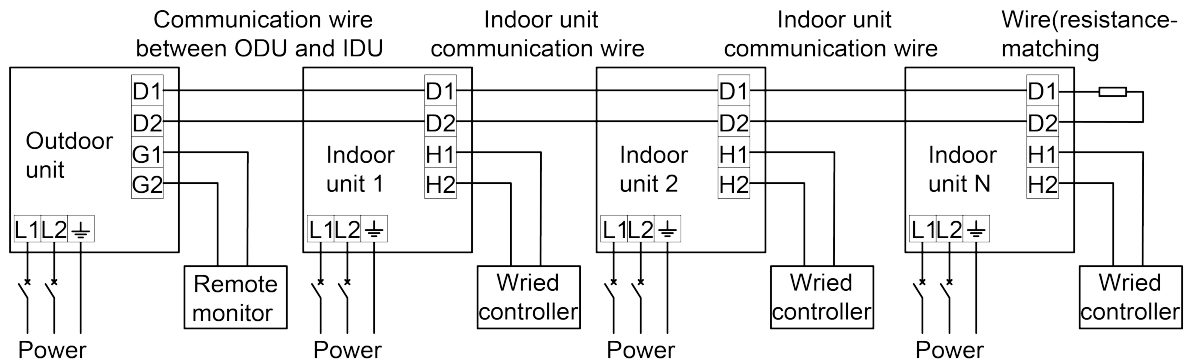 Communication wire
between ODU and IDU
Indoor unit
communication wire
Indoor unit
communication wire
Wire(resistance-
matching
Outdoor
unit
D1
D2
G1
G2
L1 L2
Power
Remote
monitor
Indoor
unit 1
D1
D2
H1
H2
L1 L2
Power
Wried
controller
Indoor
unit 2
D1
D2
H1
H2
L1 L2
Power
Wried
controller
Indoor
unit N
D1
D2
H1
H2
L1 L2
Power
Wried
controller